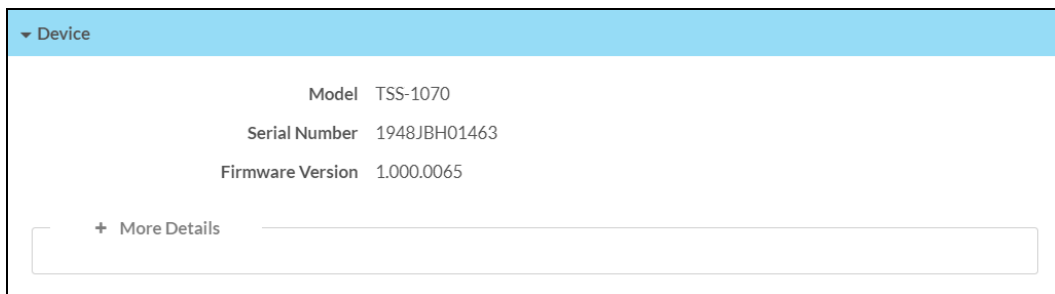 Device
Model TSS-1070
Serial Number 1948JBH01463
Firmware Version 1.000.0065
+ More Details